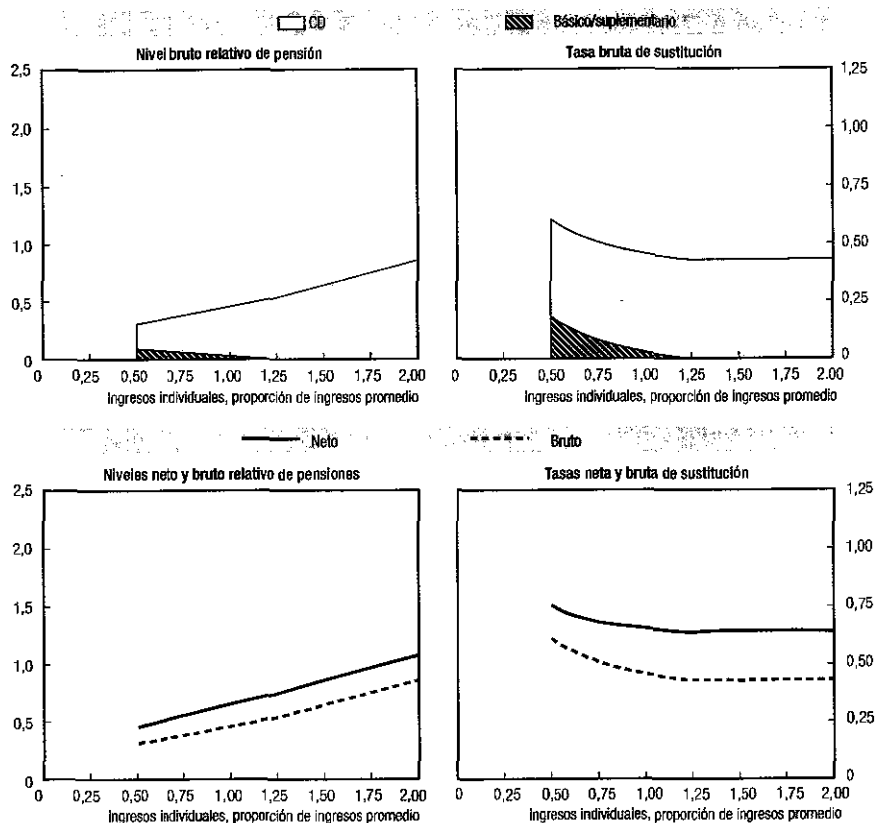 CD Básico/suplementario
Nivel bruto relativo de pensión
2,5
2,0
1,5
1,0
0,5
0
0 0,25 0,50 0,75 1,00 1,25 1,50 1,75 2,00
Ingresos individuales, proporción de ingresos promedio
Tasa bruta de sustitución
1,25
1,00
0,75
0,50
0,25
0
0 0,25 0,50 0,75 1,00 1,25 1,50 1,75 2.00
Ingresos individuales, proporción de ingresos promedio
Neto Bruto
Niveles neto y bruto relativo de pensiones
2,5
2,0
1,5
1,0
0,5
0
0 0,25 0,50 0,75 1,00 1,25 1,50 1,75 2,00
Ingresos individuales, proporción de ingresos promedio
Tasas neta y bruta de sustitución
1,25
1,00
0,75
0,50
0,25
0
0 0,25 0,50 0,75 1,00 1,25 1,50 1,75 2,00
Ingresos individuales, proporción de ingresos promedio